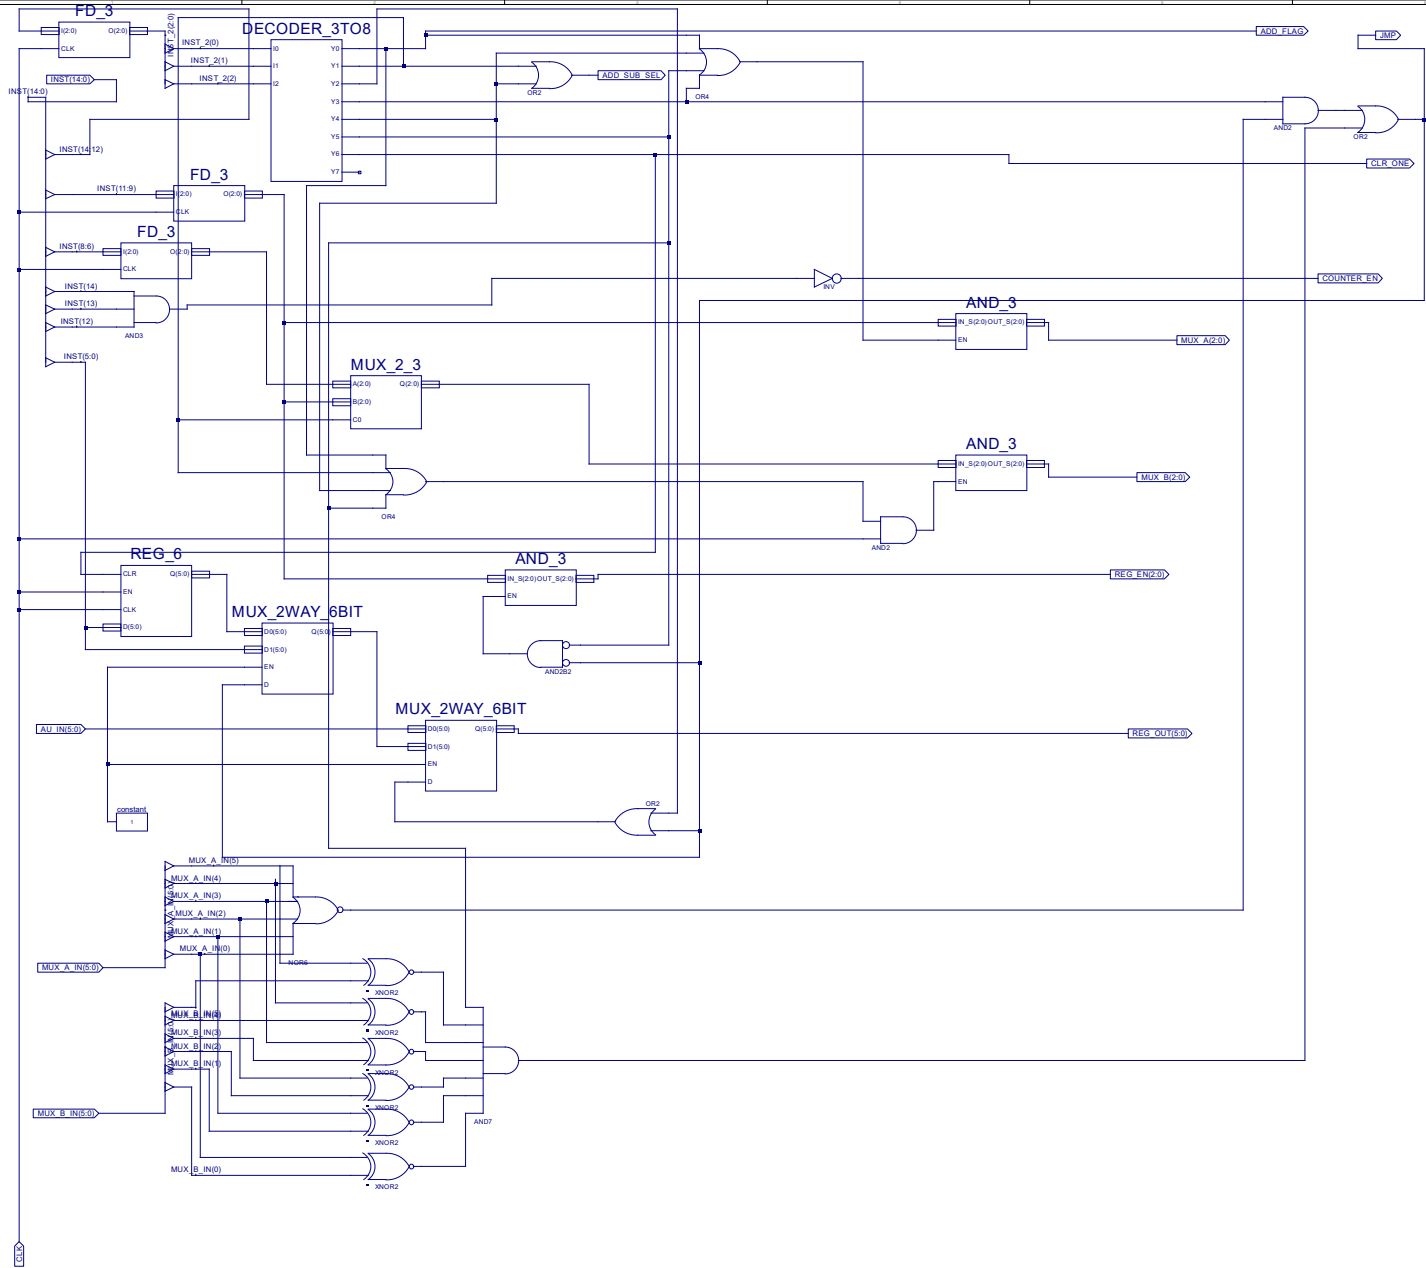 FD_3
I(2:0)
O(2:0)
CLK
INST_2(2:0)
INST_2(0)
INST_2(1)
INST_2(2)
DECODER_3TO8
I0
I1
I2
Y0
Y1
Y2
Y3
Y4
Y5
Y6
Y7
OR2
ADD_SUB_SEL
OR4
ADD_FLAG
JMP
AND2
OR2
CLR_ONE
INST(14:0)
INST(14:0)
INST(14:12)
INST(11:9)
FD_3
I(2:0)
O(2:0)
CLK
FD_3
INST(8:6)
I(2:0)
O(2:0)
CLK
INST(14)
INST(13)
INST(12)
AND3
INST(5:0)
INV
COUNTER_EN
AND_3
IN_S(2:0)
OUT_S(2:0)
EN
MUX_A(2:0)
MUX_2_3
A(2:0)
Q(2:0)
B(2:0)
C0
AND_3
IN_S(2:0)
OUT_S(2:0)
EN
MUX_B(2:0)
OR4
AND2
REG_6
CLR
Q(5:0)
EN
CLK
D(5:0)
AND_3
IN_S(2:0)
OUT_S(2:0)
EN
REG_EN(2:0)
MUX_2WAY_6BIT
D0(5:0)
Q(5:0)
D1(5:0)
EN
D
AND2B2
MUX_2WAY_6BIT
AU_IN(5:0)
D0(5:0)
Q(5:0)
D1(5:0)
EN
D
REG_OUT(5:0)
constant
1
OR2
MUX_A_IN(5)
MUX_A_IN(4)
MUX_A_IN(3)
MUX_A_IN(2)
MUX_A_IN(1)
MUX_A_IN(0)
MUX_A_IN(5:0)
NOR6
XNOR2
XNOR2
XNOR2
XNOR2
XNOR2
XNOR2
MUX_B_IN(3)
MUX_B_IN(2)
MUX_B_IN(1)
MUX_B_IN(5:0)
AND7
MUX_B_IN(0)
CLK